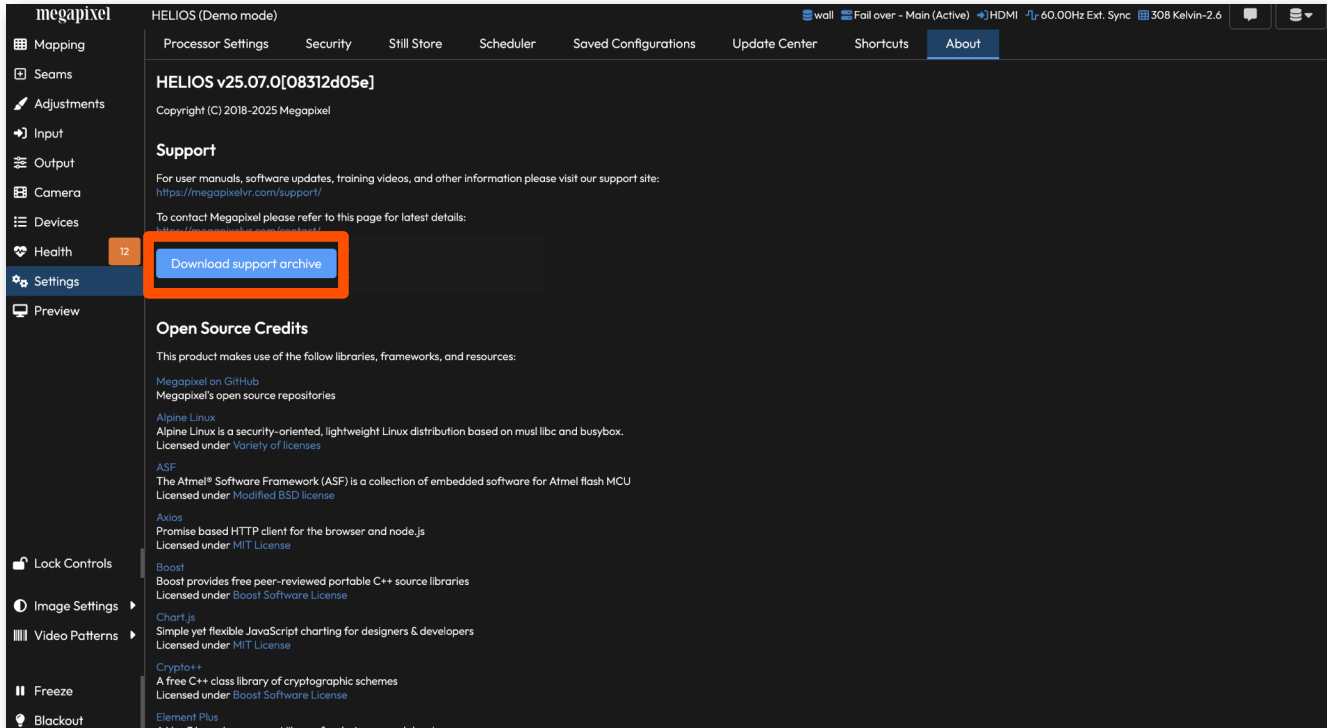 megapixel
HELIOS (Demo mode)
wall Fail over - Main (Active) HDMI 60.00Hz Ext. Sync 308 Kelvin-2.6
Mapping
Seams
Adjustments
Input
Output
Camera
Devices
Health 12
Settings
Preview
Lock Controls
Image Settings
Video Patterns
Freeze
Blackout
Processor Settings Security Still Store Scheduler Saved Configurations Update Center Shortcuts About
HELIOS v25.07.0[08312d05e]
Copyright (C) 2018-2025 Megapixel
Support
For user manuals, software updates, training videos, and other information please visit our support site:
https://megapixelvr.com/support/
To contact Megapixel please refer to this page for latest details:
https://megapixelvr.com/contact/
Download support archive
Open Source Credits
This product makes use of the follow libraries, frameworks, and resources:
Megapixel on GitHub
Megapixel's open source repositories
Alpine Linux
Alpine Linux is a security-oriented, lightweight Linux distribution based on musl libc and busybox.
Licensed under Variety of licenses
ASF
The Atmel® Software Framework (ASF) is a collection of embedded software for Atmel flash MCU
Licensed under Modified BSD license
Axios
Promise based HTTP client for the browser and node.js
Licensed under MIT License
Boost
Boost provides free peer-reviewed portable C++ source libraries
Licensed under Boost Software License
Chart.js
Simple yet flexible JavaScript charting for designers & developers
Licensed under MIT License
Crypto++
A free C++ class library of cryptographic schemes
Licensed under Boost Software License
Element Plus